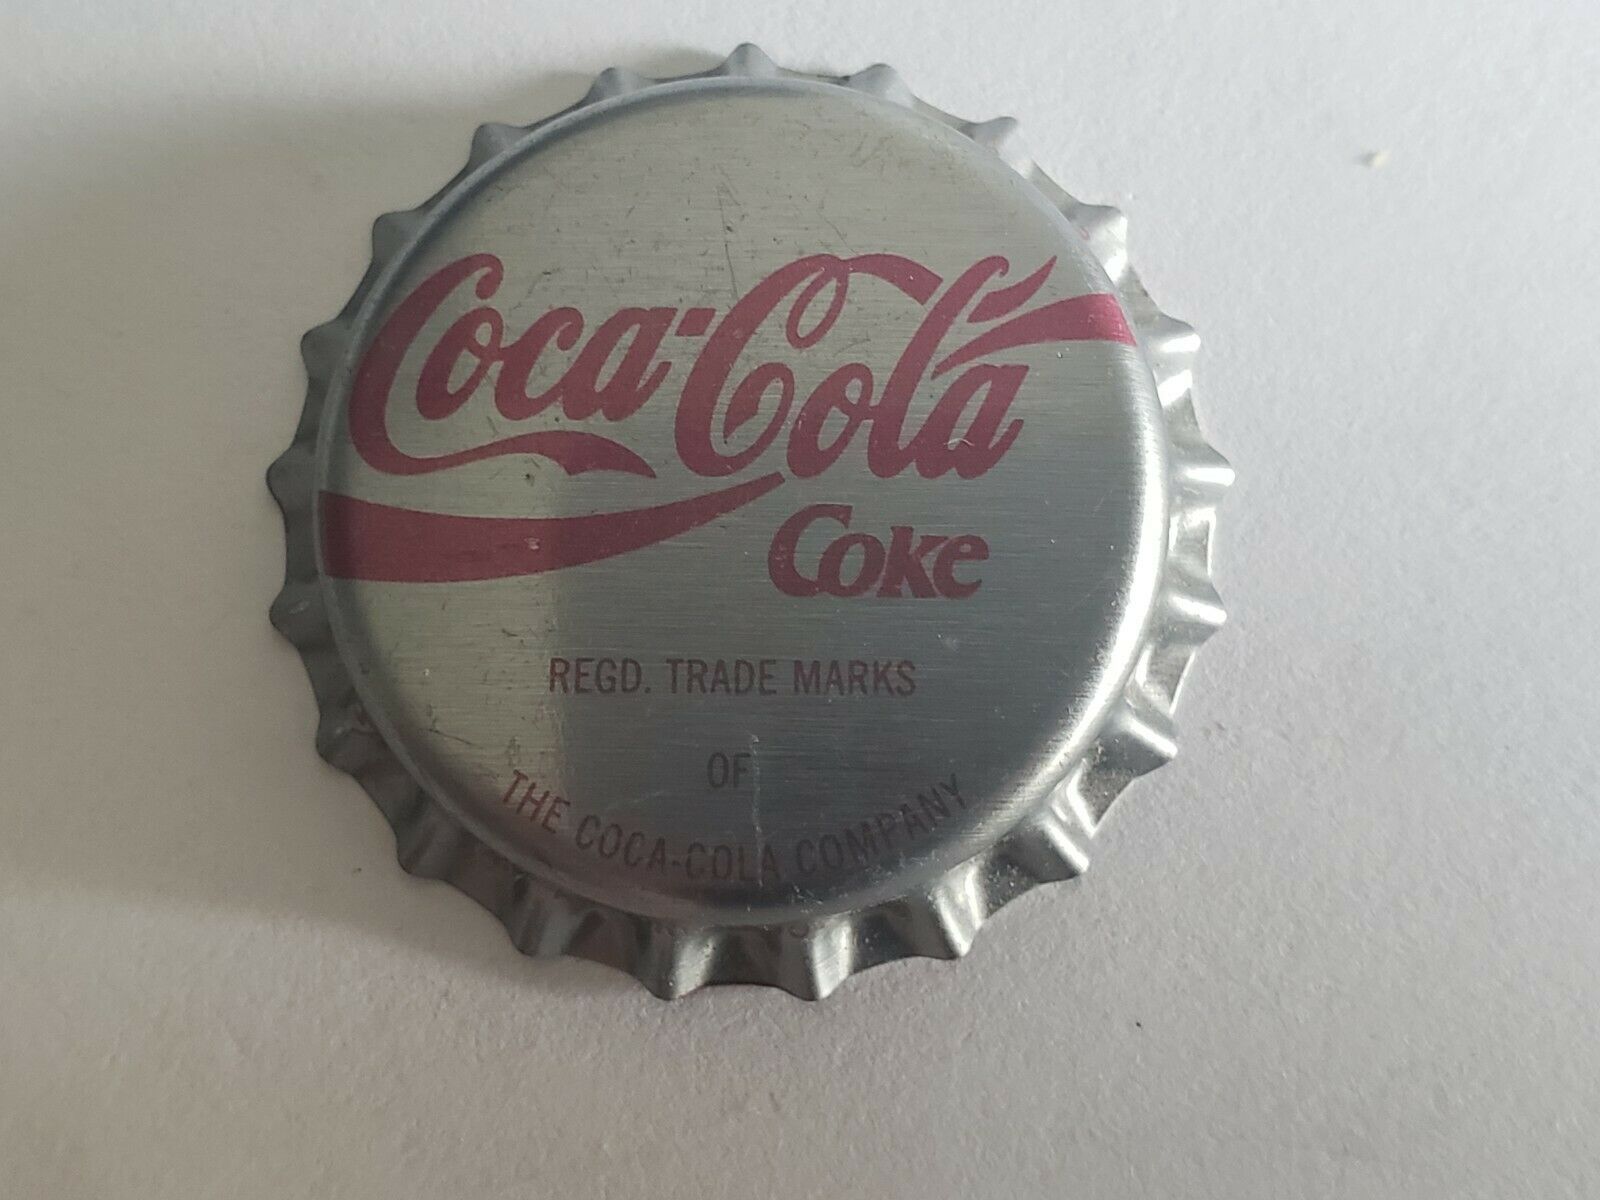 Coca-Cola
Coke
REGD. TRADE MARKS
OF
THE COCA-COLA COMPANY